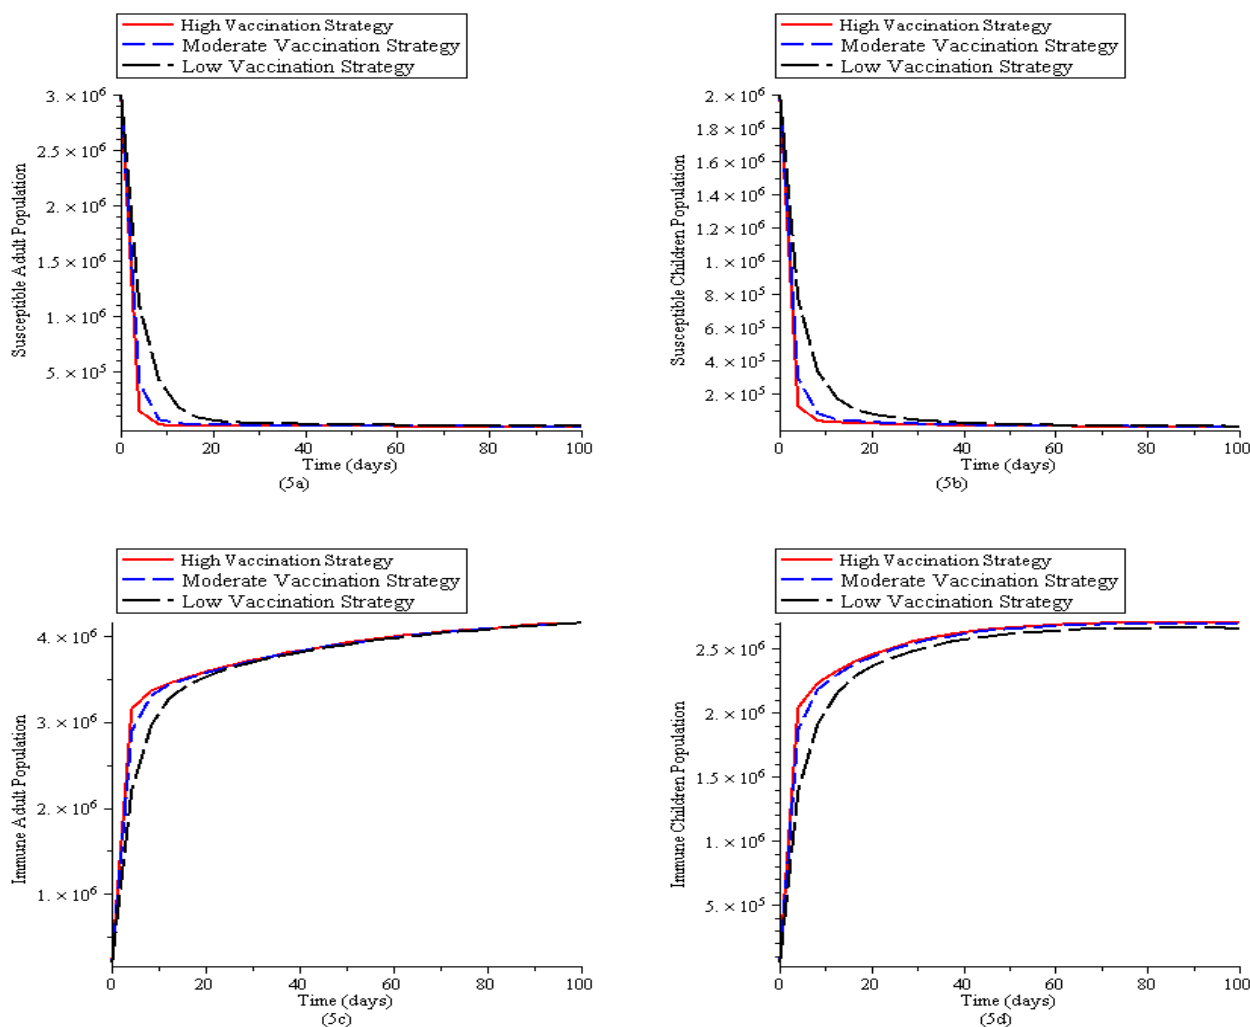 High Vaccination Strategy
Moderate Vaccination Strategy
Low Vaccination Strategy
3. × 10⁶
2.5 × 10⁶
2. × 10⁶
1.5 × 10⁶
1. × 10⁶
5. × 10⁵
Susceptible Adult Population
0 20 40 60 80 100
Time (days)
(5a)
High Vaccination Strategy
Moderate Vaccination Strategy
Low Vaccination Strategy
2. × 10⁶
1.8 × 10⁶
1.6 × 10⁶
1.4 × 10⁶
1.2 × 10⁶
1. × 10⁶
8. × 10⁵
6. × 10⁵
4. × 10⁵
2. × 10⁵
Susceptible Children Population
0 20 40 60 80 100
Time (days)
(5b)
High Vaccination Strategy
Moderate Vaccination Strategy
Low Vaccination Strategy
4. × 10⁶
3. × 10⁶
2. × 10⁶
1. × 10⁶
Immune Adult Population
0 20 40 60 80 100
Time (days)
(5c)
High Vaccination Strategy
Moderate Vaccination Strategy
Low Vaccination Strategy
2.5 × 10⁶
2. × 10⁶
1.5 × 10⁶
1. × 10⁶
5. × 10⁵
Immune Children Population
0 20 40 60 80 100
Time (days)
(5d)